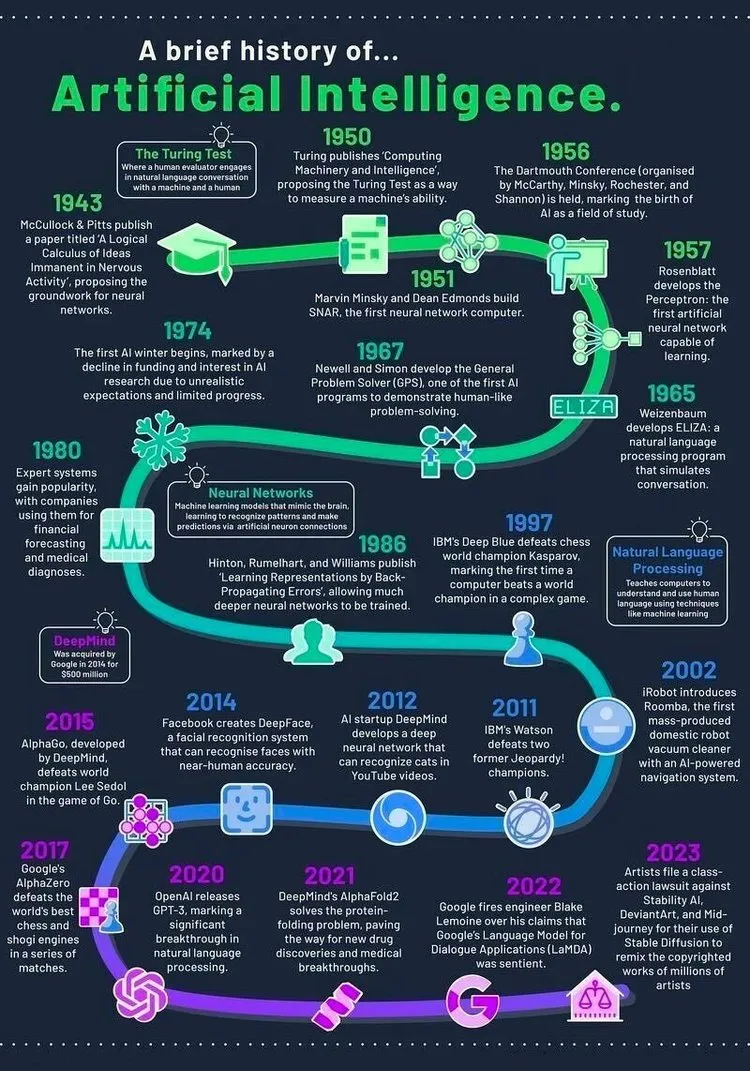 A brief history of...
Artificial Intelligence.
The Turing Test
Where a human evaluator engages
in natural language conversation
with a machine and a human
1943
McCullock & Pitts publish
a paper titled 'A Logical
Calculus of Ideas
Immanent in Nervous
Activity', proposing the
groundwork for neural
networks.
1950
Turing publishes 'Computing
Machinery and Intelligence',
proposing the Turing Test as a way
to measure a machine's ability.
1951
Marvin Minsky and Dean Edmonds build
SNAR, the first neural network computer.
1956
The Dartmouth Conference (organised
by McCarthy, Minsky, Rochester, and
Shannon) is held, marking the birth of
AI as a field of study.
1957
Rosenblatt
develops the
Perceptron: the
first artificial
neural network
capable of
learning.
1965
Weizenbaum
develops ELIZA: a
natural language
processing program
that simulates
conversation.
ELIZA
1967
Newell and Simon develop the General
Problem Solver (GPS), one of the first AI
programs to demonstrate human-like
problem-solving.
1974
The first AI winter begins, marked by a
decline in funding and interest in AI
research due to unrealistic
expectations and limited progress.
1980
Expert systems
gain popularity,
with companies
using them for
financial
forecasting
and medical
diagnoses.
Neural Networks
Machine learning models that mimic the brain,
learning to recognize patterns and make
predictions via artificial neuron connections
1986
Hinton, Rumelhart, and Williams publish
'Learning Representations by Back-
Propagating Errors', allowing much
deeper neural networks to be trained.
1997
IBM's Deep Blue defeats chess
world champion Kasparov,
marking the first time a
computer beats a world
champion in a complex game.
Natural Language
Processing
Teaches computers to
understand and use human
language using techniques
like machine learning
2002
iRobot introduces
Roomba, the first
mass-produced
domestic robot
vacuum cleaner
with an AI-powered
navigation system.
2011
IBM's Watson
defeats two
former Jeopardy!
champions.
2012
AI startup DeepMind
develops a deep
neural network that
can recognize cats in
YouTube videos.
2014
Facebook creates DeepFace,
a facial recognition system
that can recognise faces with
near-human accuracy.
DeepMind
Was acquired by
Google in 2014 for
$500 million
2015
AlphaGo, developed
by DeepMind,
defeats world
champion Lee Sedol
in the game of Go.
2017
Google's
AlphaZero
defeats the
world's best
chess and
shogi engines
in a series of
matches.
2020
OpenAI releases
GPT-3, marking a
significant
breakthrough in
natural language
processing.
2021
DeepMind's AlphaFold2
solves the protein-
folding problem, paving
the way for new drug
discoveries and medical
breakthroughs.
2022
Google fires engineer Blake
Lemoine over his claims that
Google's Language Model for
Dialogue Applications (LaMDA)
was sentient.
2023
Artists file a class-
action lawsuit against
Stability AI,
DeviantArt, and Mid-
journey for their use of
Stable Diffusion to
remix the copyrighted
works of millions of
artists